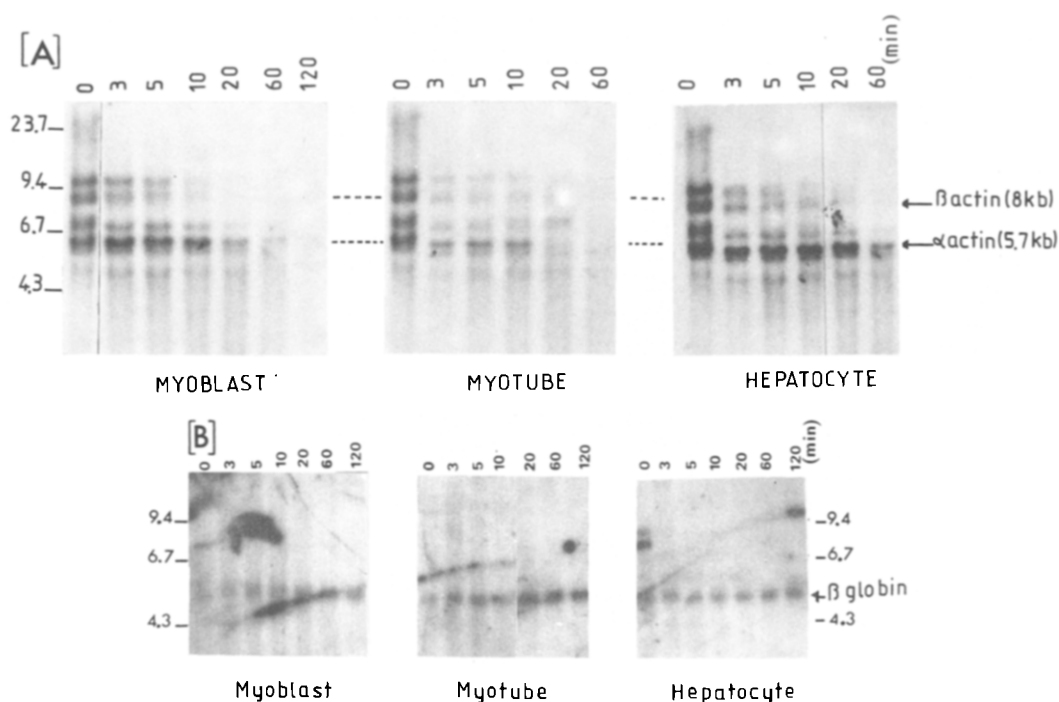 [A]
0 3 5 10 20 60 120
0 3 5 10 20 60
0 3 5 10 20 60 (min)
23.7
9.4
6.7
4.3
βactin(8kb)
αactin(5,7kb)
MYOBLAST
MYOTUBE
HEPATOCYTE
[B]
0 3 5 10 20 60 120
0 3 5 10 20 60 120
0 3 5 10 20 60 120 (min)
9.4
6.7
4.3
-9.4
-6.7
β globin
-4.3
Myoblast
Myotube
Hepatocyte